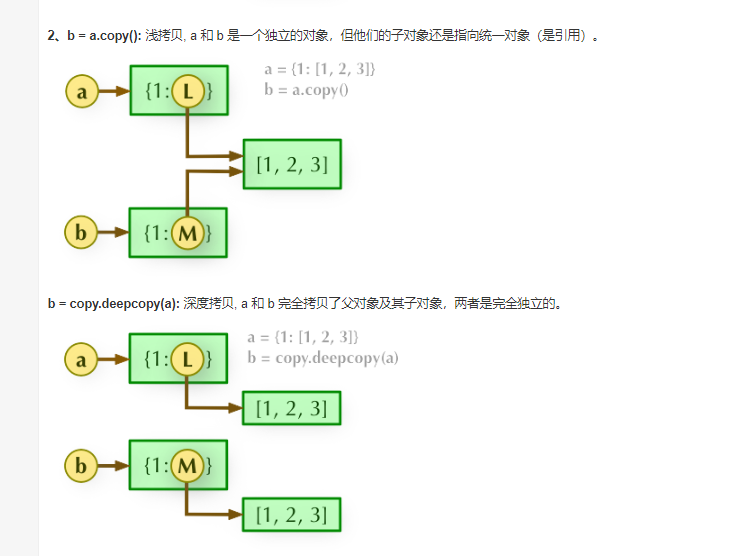 2、b = a.copy(): 浅拷贝, a 和 b 是一个独立的对象，但他们的子对象还是指向统一对象（是引用）。
a = {1: [1, 2, 3]}
b = a.copy()
a
{1:(L)}
[1, 2, 3]
b
{1:(M)}
b = copy.deepcopy(a): 深度拷贝, a 和 b 完全拷贝了父对象及其子对象，两者是完全独立的。
a = {1: [1, 2, 3]}
b = copy.deepcopy(a)
a
{1:(L)}
[1, 2, 3]
b
{1:(M)}
[1, 2, 3]